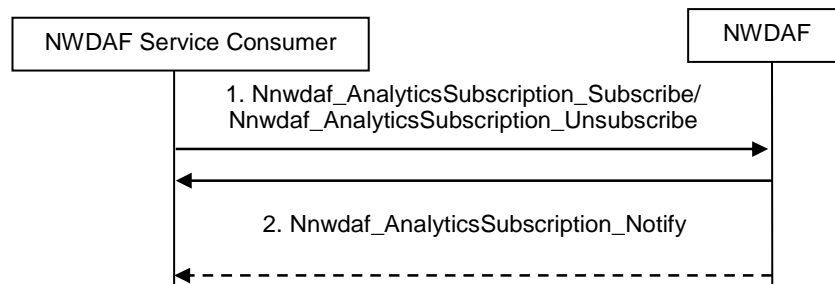 NWDAF Service Consumer
NWDAF
1. Nnwdaf_AnalyticsSubscription_Subscribe/
Nnwdaf_AnalyticsSubscription_Unsubscribe
2. Nnwdaf_AnalyticsSubscription_Notify